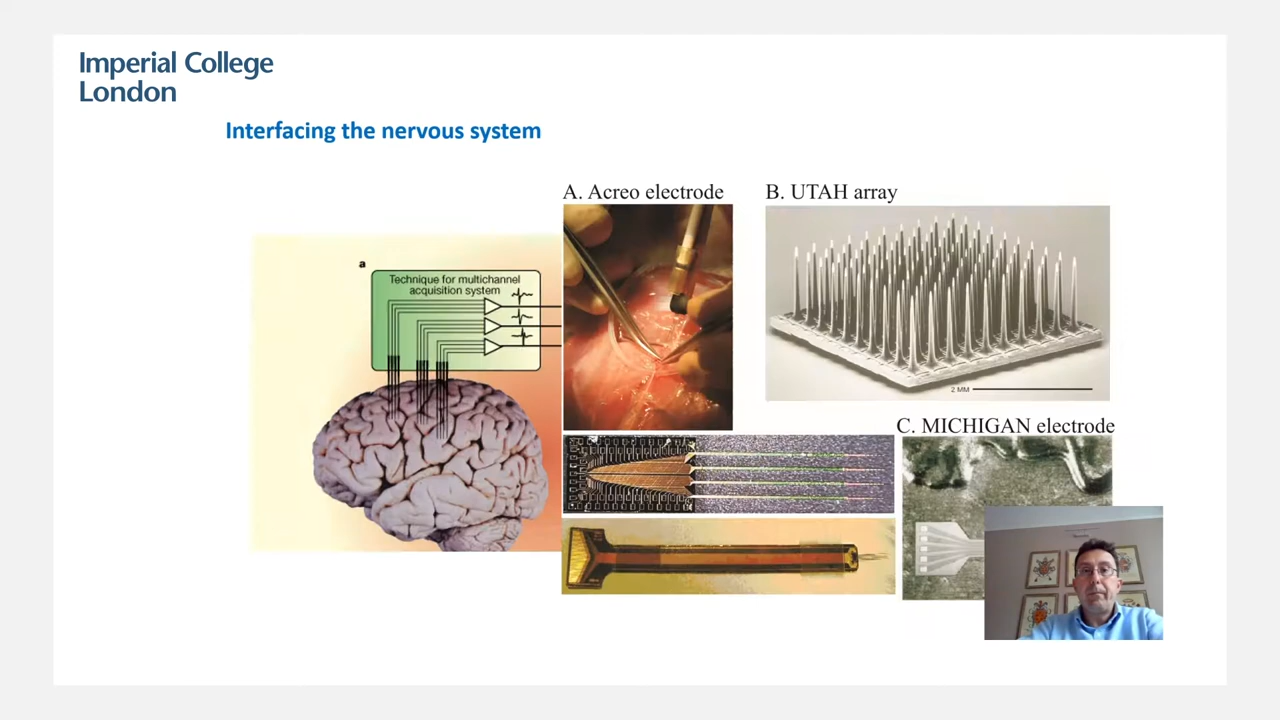 Imperial College
London
Interfacing the nervous system
A. Acreo electrode
B. UTAH array
a
Technique for multichannel
acquisition system
2 MM
C. MICHIGAN electrode